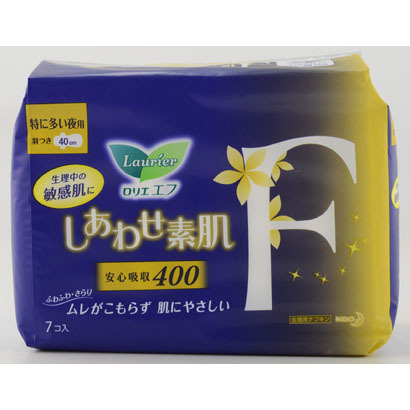 特に多い夜用
羽つき 40cm
Laurier
ロリエ エフ
生理中の
敏感肌に
しあわせ素肌
F
安心吸収400
ふわふわ・さらり
ムレがこもらず 肌にやさしい
7コ入
生理用ナプキン